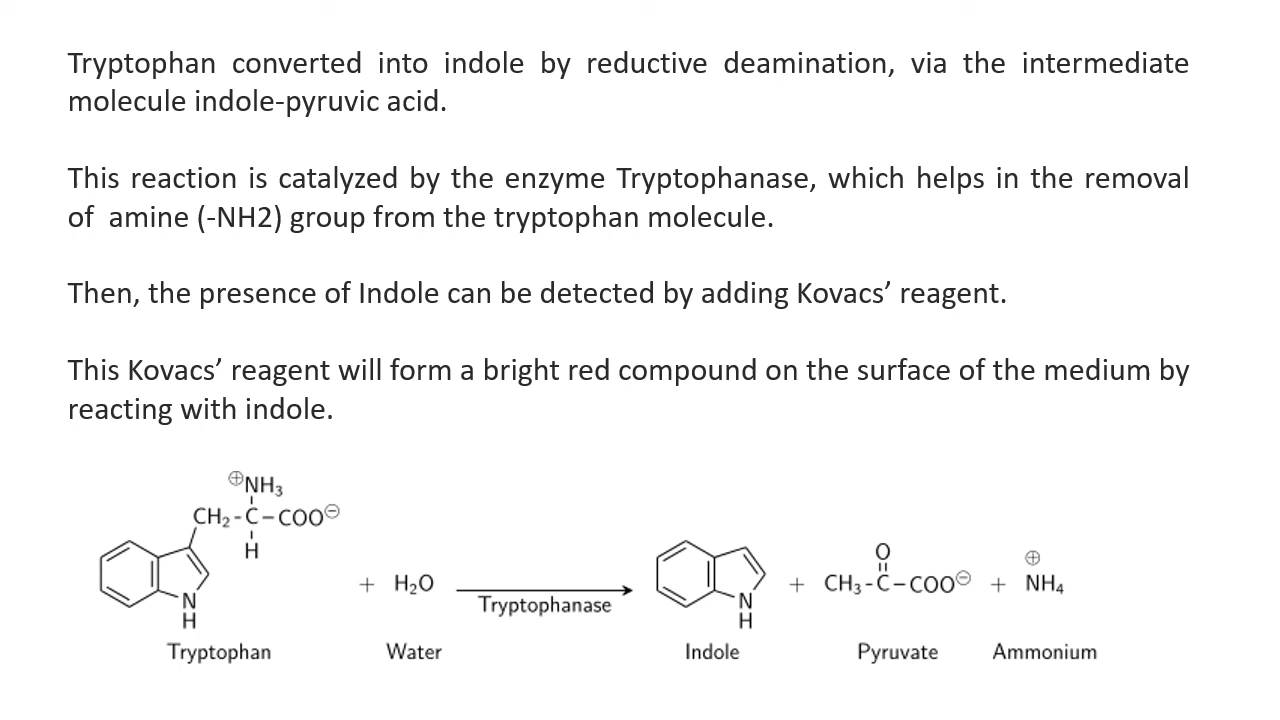 Tryptophan converted into indole by reductive deamination, via the intermediate
molecule indole-pyruvic acid.
This reaction is catalyzed by the enzyme Tryptophanase, which helps in the removal
of  amine (-NH2) group from the tryptophan molecule.
Then, the presence of Indole can be detected by adding Kovacs’ reagent.
This Kovacs’ reagent will form a bright red compound on the surface of the medium by
reacting with indole.
⊕NH₃
CH₂-C-COO⊖
H
N
H
+ H₂O
Tryptophanase
N
H
+
O
CH₃-C-COO⊖
+
⊕
NH₄
Tryptophan Water Indole Pyruvate Ammonium